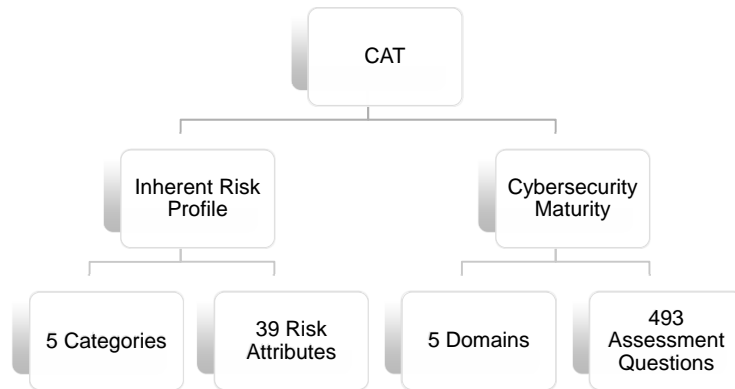 CAT
Inherent Risk
Profile
Cybersecurity
Maturity
5 Categories
39 Risk
Attributes
5 Domains
493
Assessment
Questions